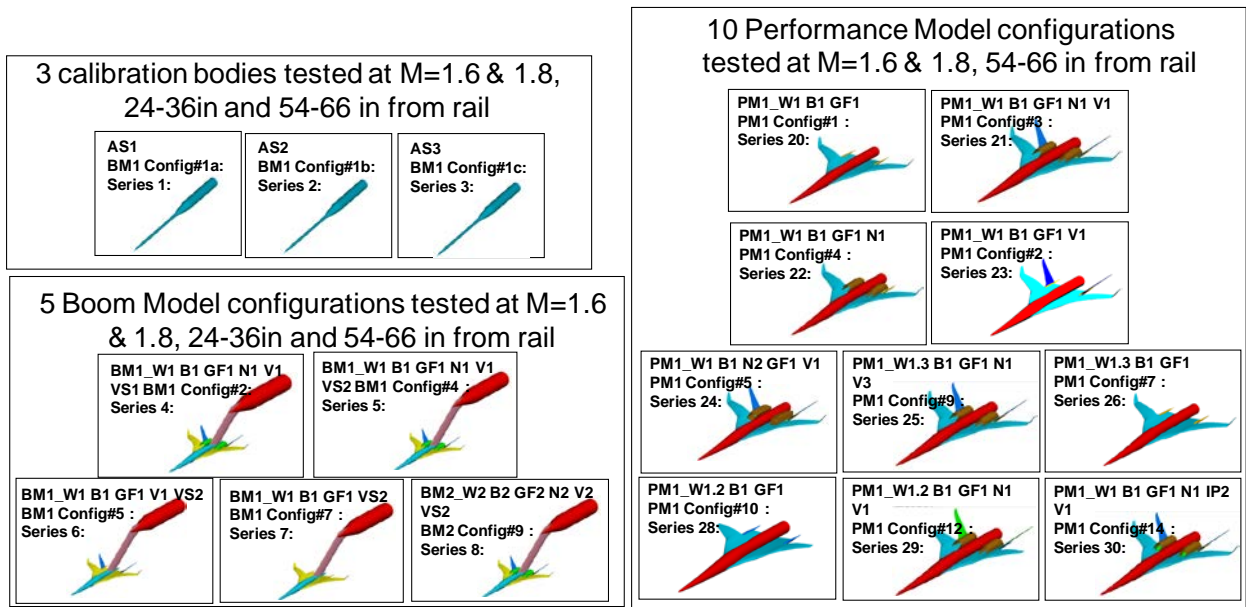 3 calibration bodies tested at M=1.6 & 1.8,
24-36in and 54-66 in from rail
AS1
BM1 Config#1a:
Series 1:
AS2
BM1 Config#1b:
Series 2:
AS3
BM1 Config#1c:
Series 3:
5 Boom Model configurations tested at M=1.6
& 1.8, 24-36in and 54-66 in from rail
BM1_W1 B1 GF1 N1 V1
VS1 BM1 Config#2:
Series 4:
BM1_W1 B1 GF1 N1 V1
VS2 BM1 Config#4 :
Series 5:
BM1_W1 B1 GF1 V1 VS2
BM1 Config#5 :
Series 6:
BM1_W1 B1 GF1 VS2
BM1 Config#7 :
Series 7:
BM2_W2 B2 GF2 N2 V2
VS2
BM2 Config#9 :
Series 8:
10 Performance Model configurations
tested at M=1.6 & 1.8, 54-66 in from rail
PM1_W1 B1 GF1
PM1 Config#1 :
Series 20:
PM1_W1 B1 GF1 N1 V1
PM1 Config#3 :
Series 21:
PM1_W1 B1 GF1 N1
PM1 Config#4 :
Series 22:
PM1_W1 B1 GF1 V1
PM1 Config#2 :
Series 23:
PM1_W1 B1 N2 GF1 V1
PM1 Config#5 :
Series 24:
PM1_W1.3 B1 GF1 N1
V3
PM1 Config#9 :
Series 25:
PM1_W1.3 B1 GF1
PM1 Config#7 :
Series 26:
PM1_W1.2 B1 GF1
PM1 Config#10 :
Series 28:
PM1_W1.2 B1 GF1 N1
V1
PM1 Config#12 :
Series 29:
PM1_W1 B1 GF1 N1 IP2
V1
PM1 Config#14 :
Series 30: